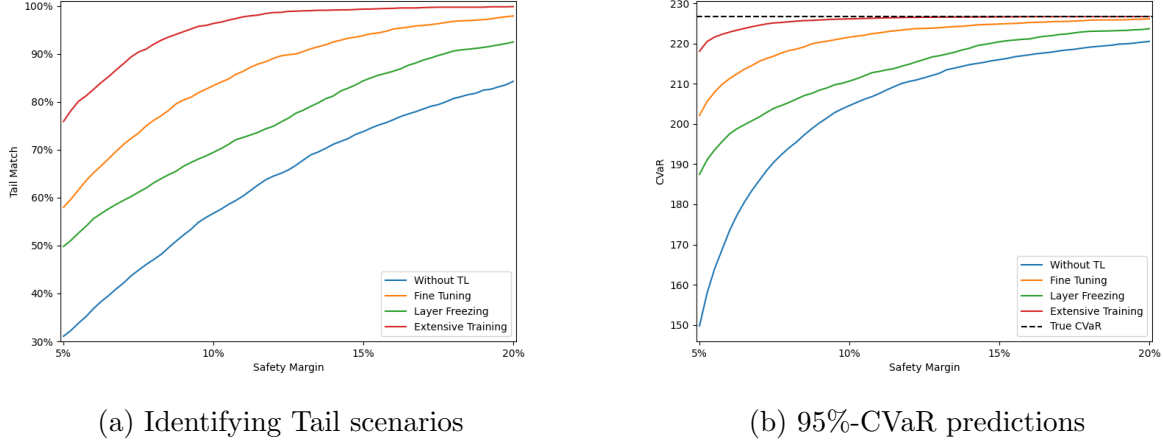 100%
90%
80%
70%
60%
50%
40%
30%
Tail Match
5%
10%
15%
20%
Safety Margin
Without TL
Fine Tuning
Layer Freezing
Extensive Training
(a) Identifying Tail scenarios
230
220
210
200
190
180
170
160
150
CVaR
5%
10%
15%
20%
Safety Margin
Without TL
Fine Tuning
Layer Freezing
Extensive Training
True CVaR
(b) 95%-CVaR predictions